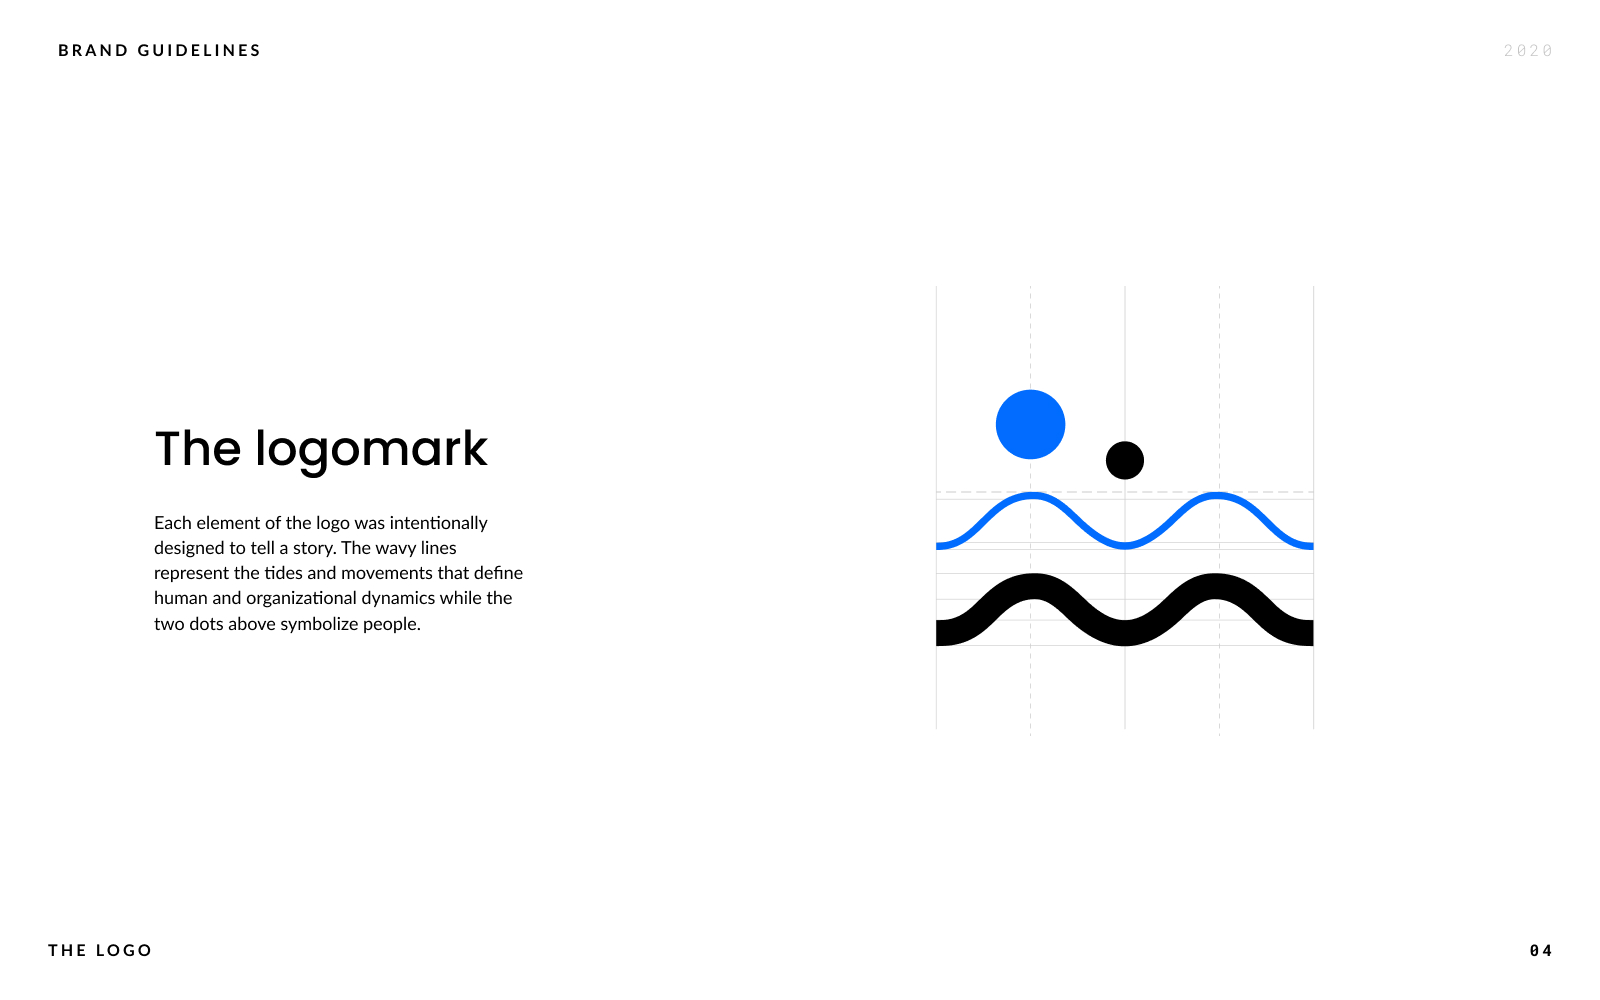 BRAND GUIDELINES
2020
The logomark
Each element of the logo was intentionally
designed to tell a story. The wavy lines
represent the tides and movements that define
human and organizational dynamics while the
two dots above symbolize people.
THE LOGO
04